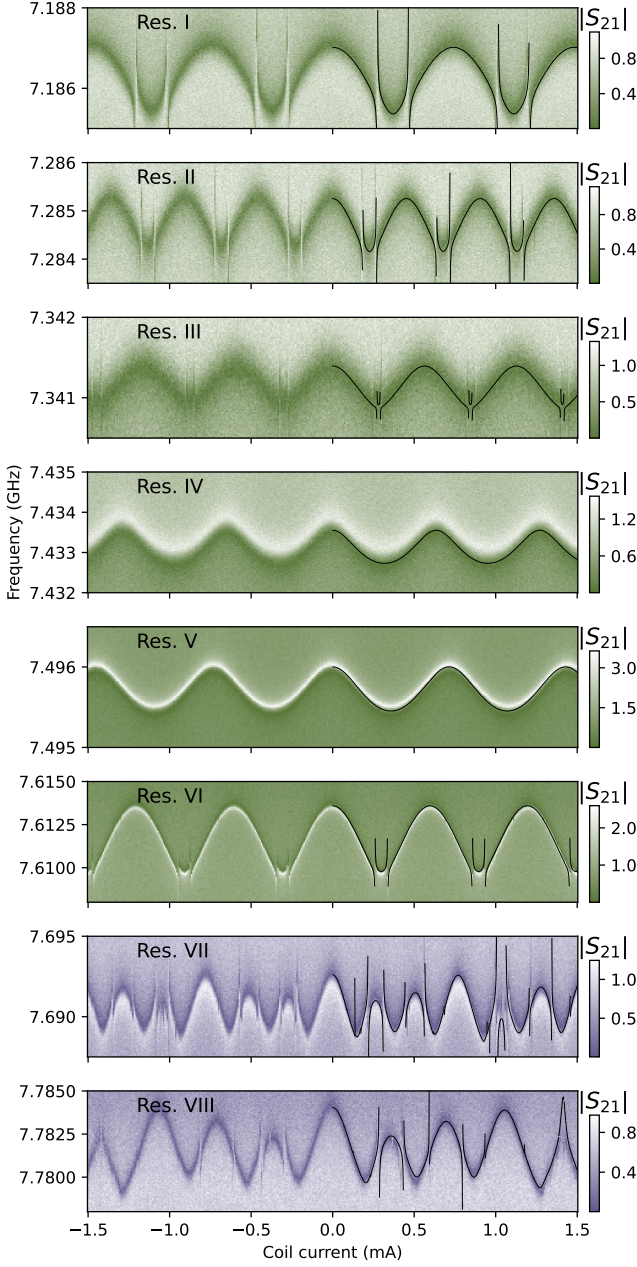 7.188
Res. I
|S21|
0.8
7.186
0.4
7.286
Res. II
|S21|
0.8
7.285
0.4
7.284
7.342
Res. III
|S21|
1.0
7.341
0.5
7.435
Res. IV
|S21|
7.434
1.2
7.433
0.6
7.432
Frequency (GHz)
Res. V
|S21|
7.496
3.0
1.5
7.495
7.6150
Res. VI
|S21|
7.6125
2.0
7.6100
1.0
7.695
Res. VII
|S21|
1.0
7.690
0.5
7.7850
Res. VIII
|S21|
7.7825
0.8
7.7800
0.4
−1.5 −1.0 −0.5 0.0 0.5 1.0 1.5
Coil current (mA)